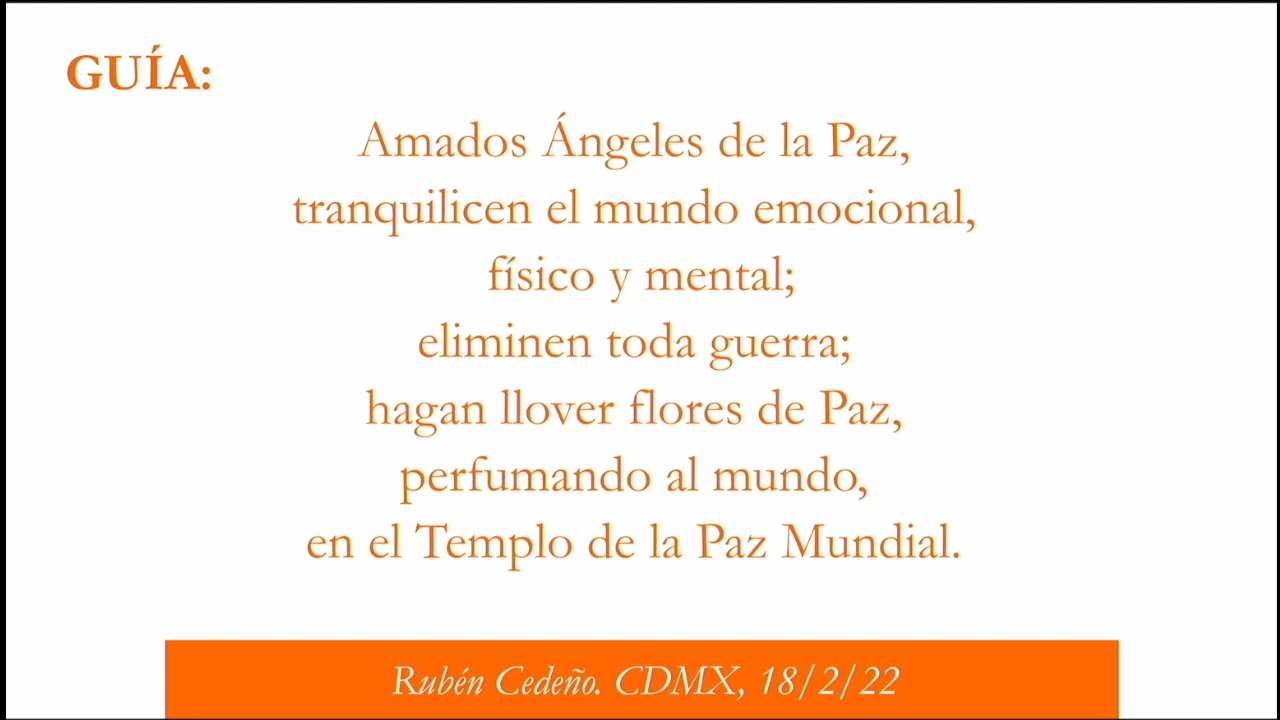 GUÍA:
Amados Ángeles de la Paz,
tranquilicen el mundo emocional,
físico y mental;
eliminen toda guerra;
hagan llover flores de Paz,
perfumando al mundo,
en el Templo de la Paz Mundial.
Rubén Cedeño. CDMX, 18/2/22